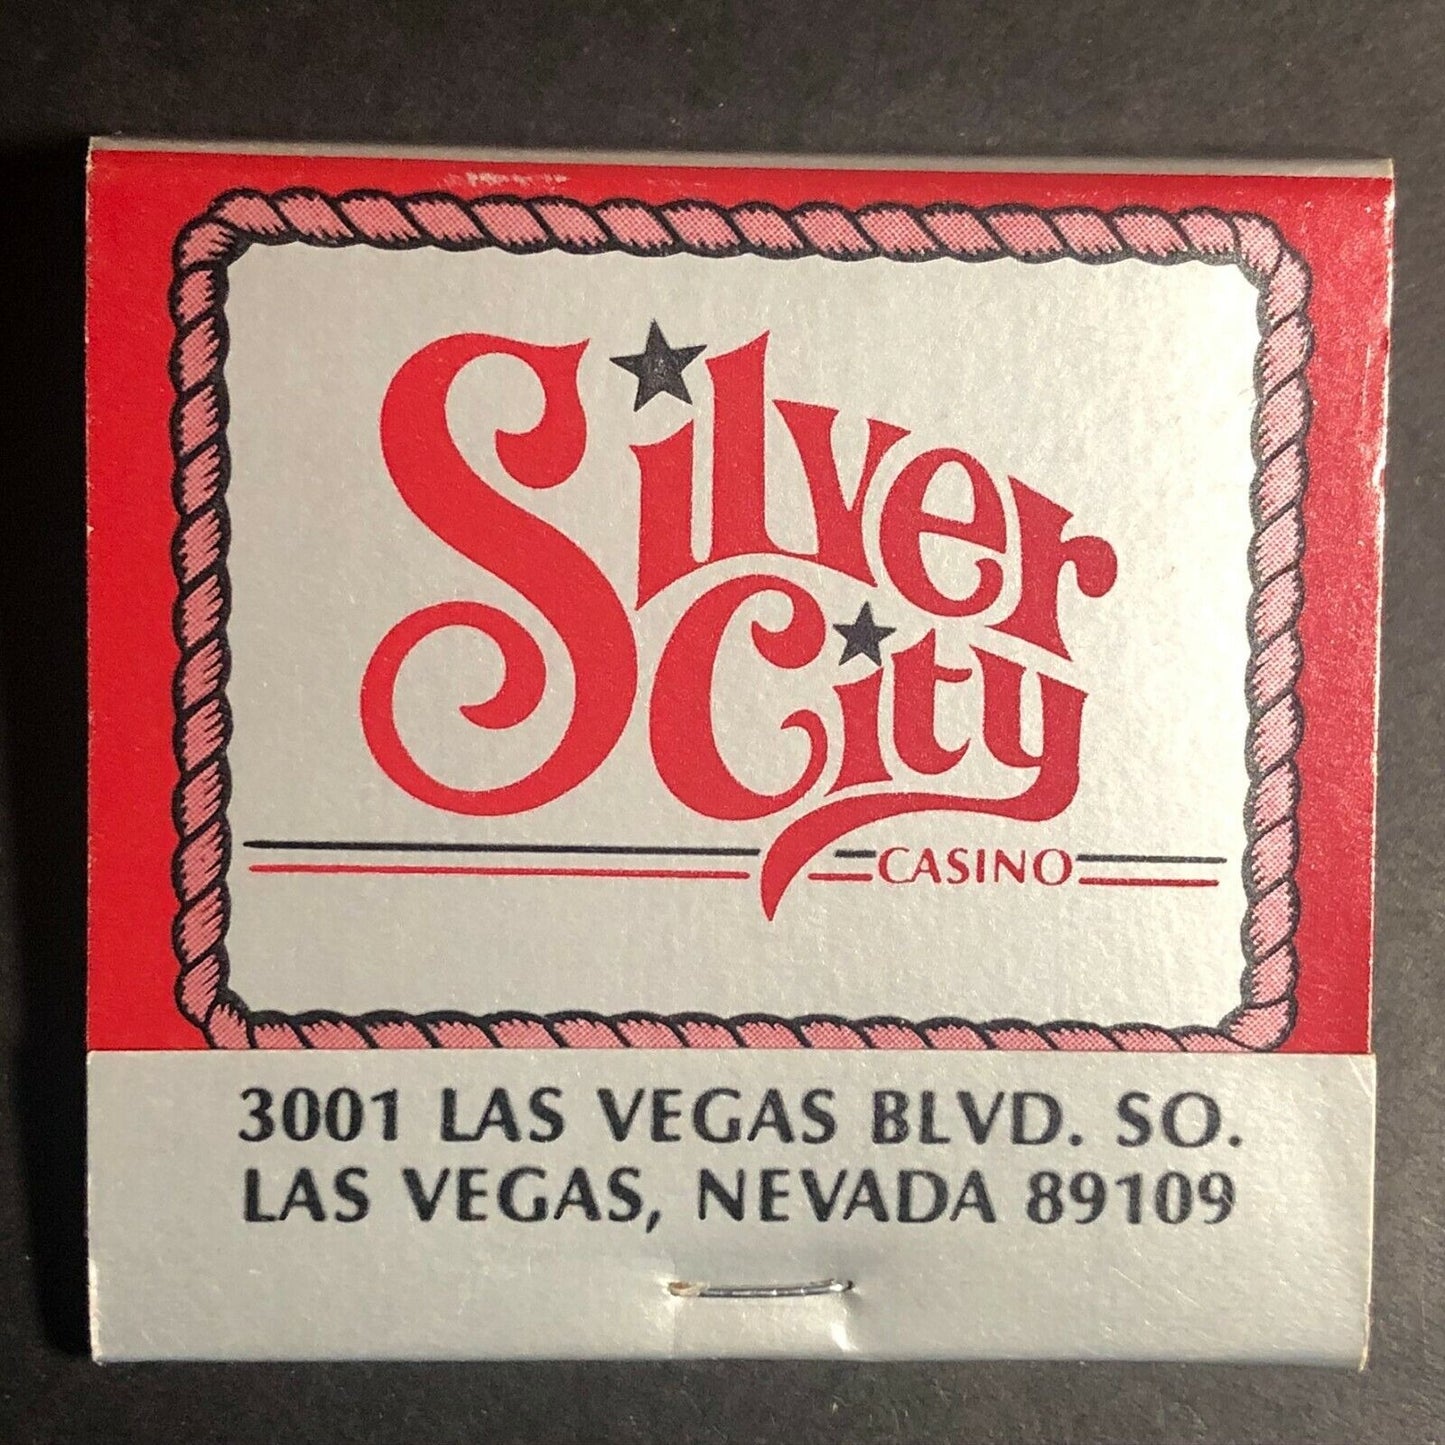 Silver
City
CASINO
3001 LAS VEGAS BLVD. SO.
LAS VEGAS, NEVADA 89109